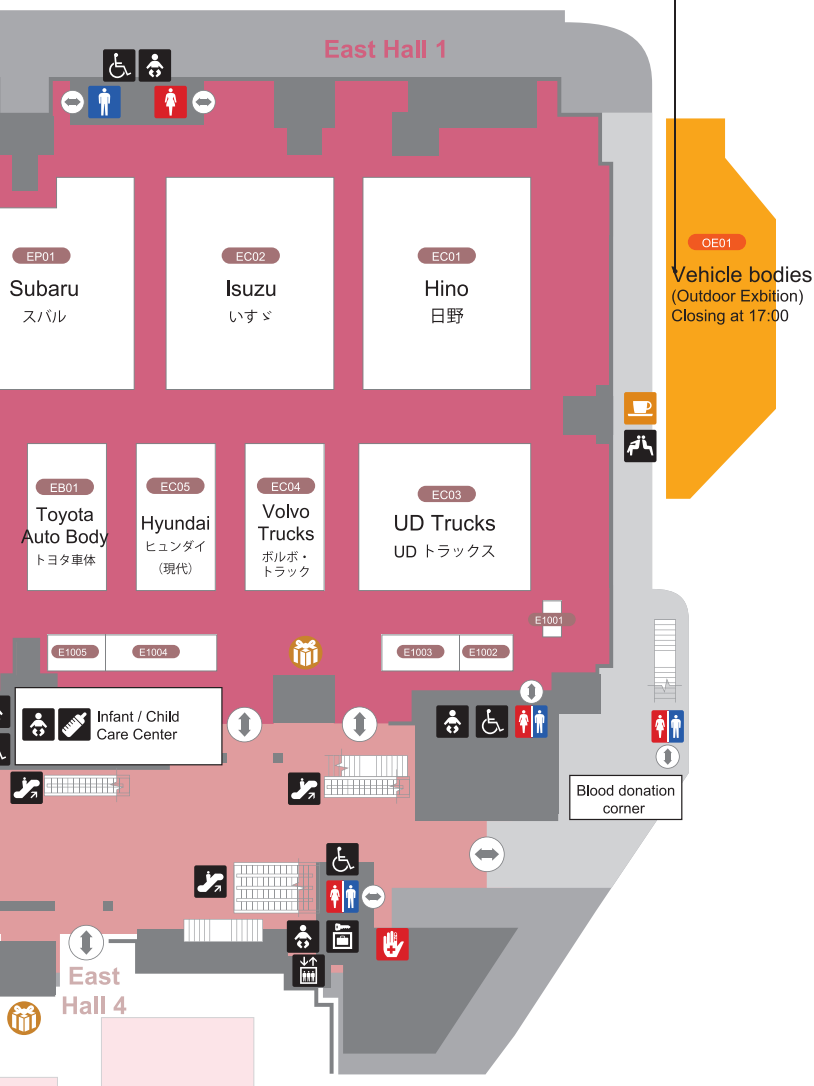 East Hall 1
EP01
Subaru
スバル
EC02
Isuzu
いすゞ
EC01
Hino
日野
OE01
Vehicle bodies
(Outdoor Exbition)
Closing at 17:00
EB01
Toyota
Auto Body
トヨタ車体
EC05
Hyundai
ヒュンダイ
（現代）
EC04
Volvo
Trucks
ボルボ・
トラック
EC03
UD Trucks
UD トラックス
E1001
E1005
E1004
E1003
E1002
Infant / Child
Care Center
Blood donation
corner
East
Hall 4